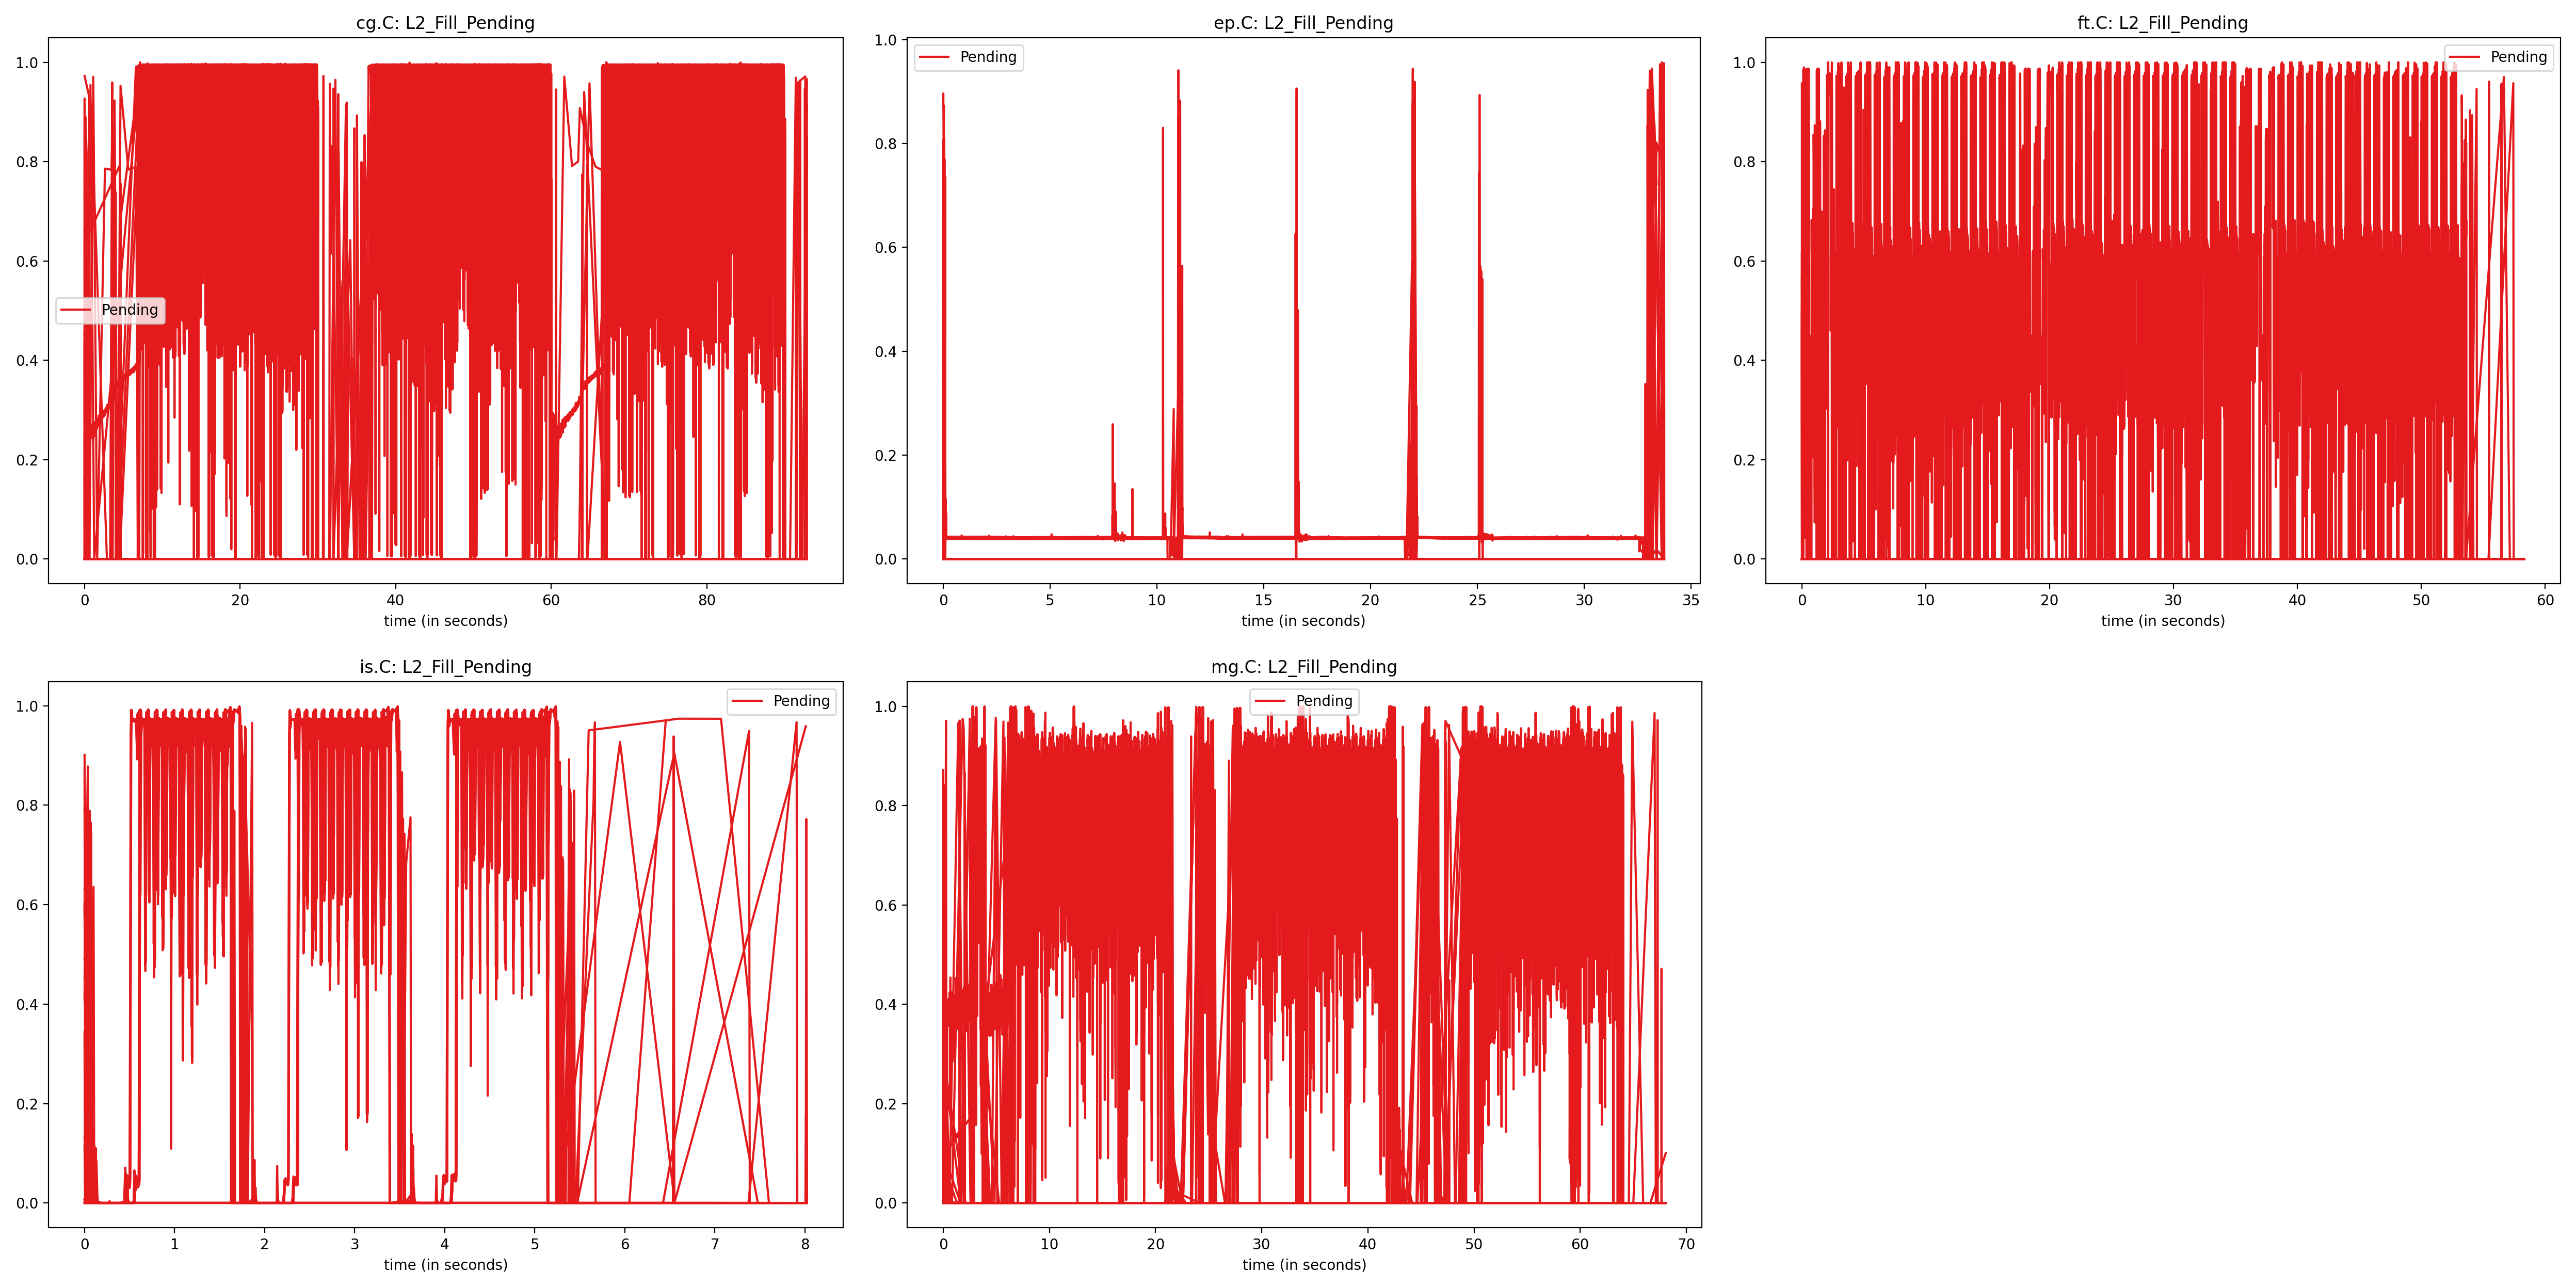 cg.C: L2_Fill_Pending
1.0
0.8
0.6
0.4
0.2
0.0
Pending
0 20 40 60 80
time (in seconds)
ep.C: L2_Fill_Pending
1.0
0.8
0.6
0.4
0.2
0.0
Pending
0 5 10 15 20 25 30 35
time (in seconds)
ft.C: L2_Fill_Pending
1.0
0.8
0.6
0.4
0.2
0.0
Pending
0 10 20 30 40 50 60
time (in seconds)
is.C: L2_Fill_Pending
1.0
0.8
0.6
0.4
0.2
0.0
Pending
0 1 2 3 4 5 6 7 8
time (in seconds)
mg.C: L2_Fill_Pending
1.0
0.8
0.6
0.4
0.2
0.0
Pending
0 10 20 30 40 50 60 70
time (in seconds)